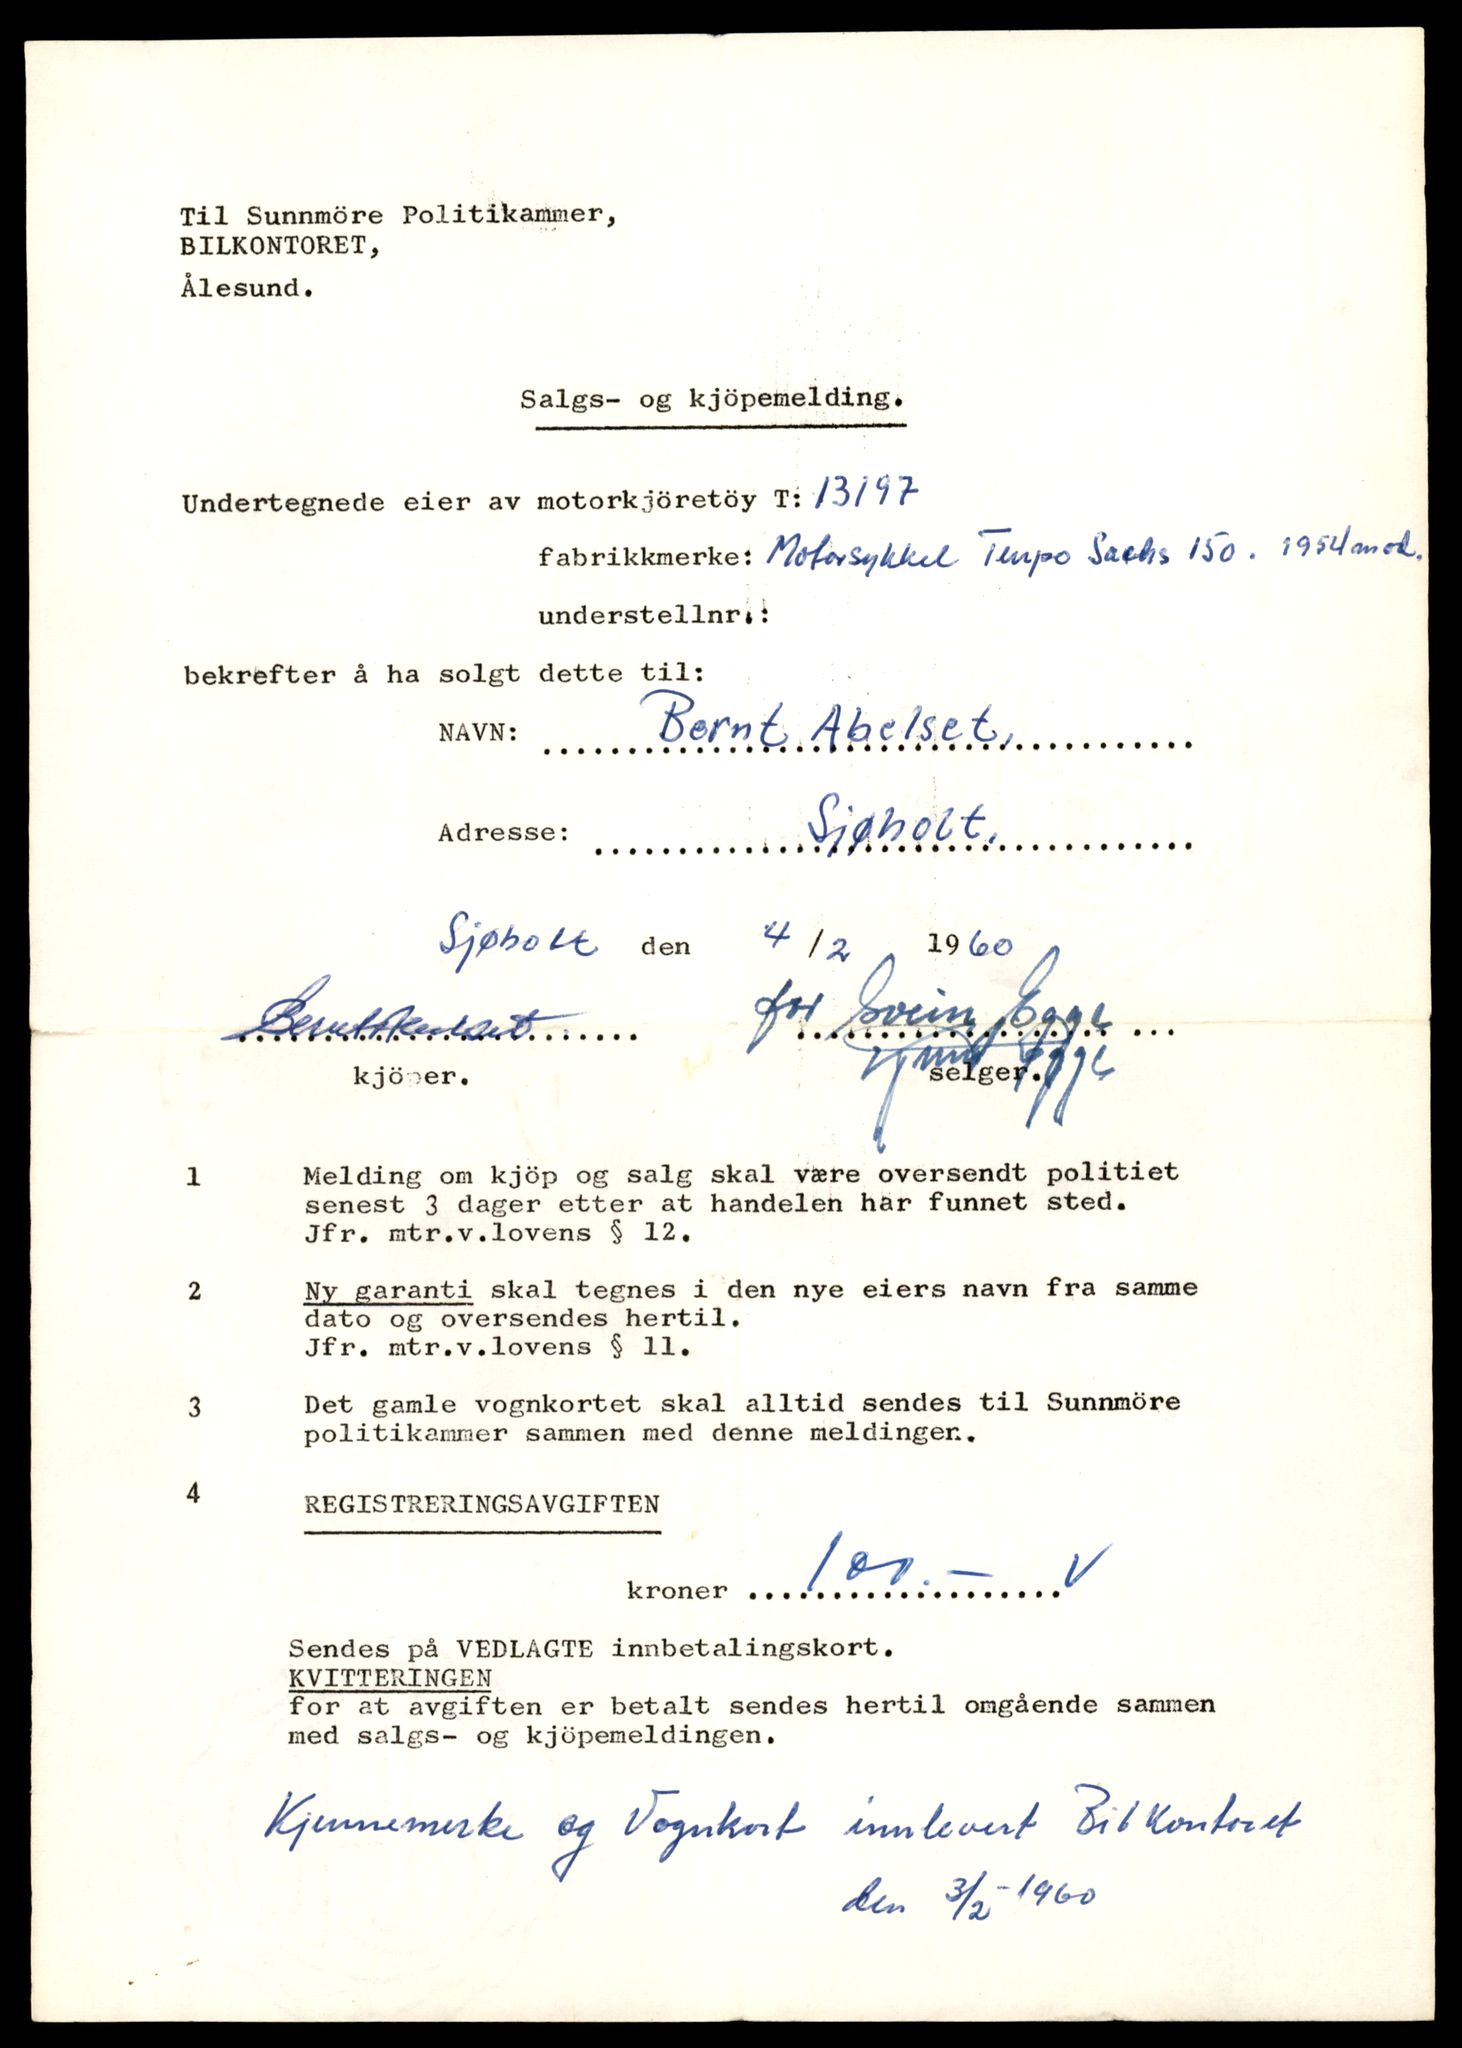 Til Sunnmöre Politikammer,
BILKONTORET,
Ålesund.
Salgs- og kjöpemelding.
Undertegnede eier av motorkjöretöy T: 13197
fabrikkmerke: Motorsykkel Tempo Sachs 150. 1954 mod.
understellnr.:
bekrefter å ha solgt dette til:
NAVN: Bernt Abelset,
Adresse: Sjøholt,
Sjøholt den 4/2 1960
Bernt Abelset for Svein Egge
Egge
kjöper. selger.
1 Melding om kjöp og salg skal være oversendt politiet
senest 3 dager etter at handelen har funnet sted.
Jfr. mtr.v.lovens § 12.
2 Ny garanti skal tegnes i den nye eiers navn fra samme
dato og oversendes hertil.
Jfr. mtr.v.lovens § 11.
3 Det gamle vognkortet skal alltid sendes til Sunnmöre
politikammer sammen med denne meldingen.
4 REGISTRERINGSAVGIFTEN
kroner 100.- V
Sendes på VEDLAGTE innbetalingskort.
KVITTERINGEN
for at avgiften er betalt sendes hertil omgående sammen
med salgs- og kjöpemeldingen.
Kjennemerke og Vognkort innlevert Bilkontoret
den 3/2-1960